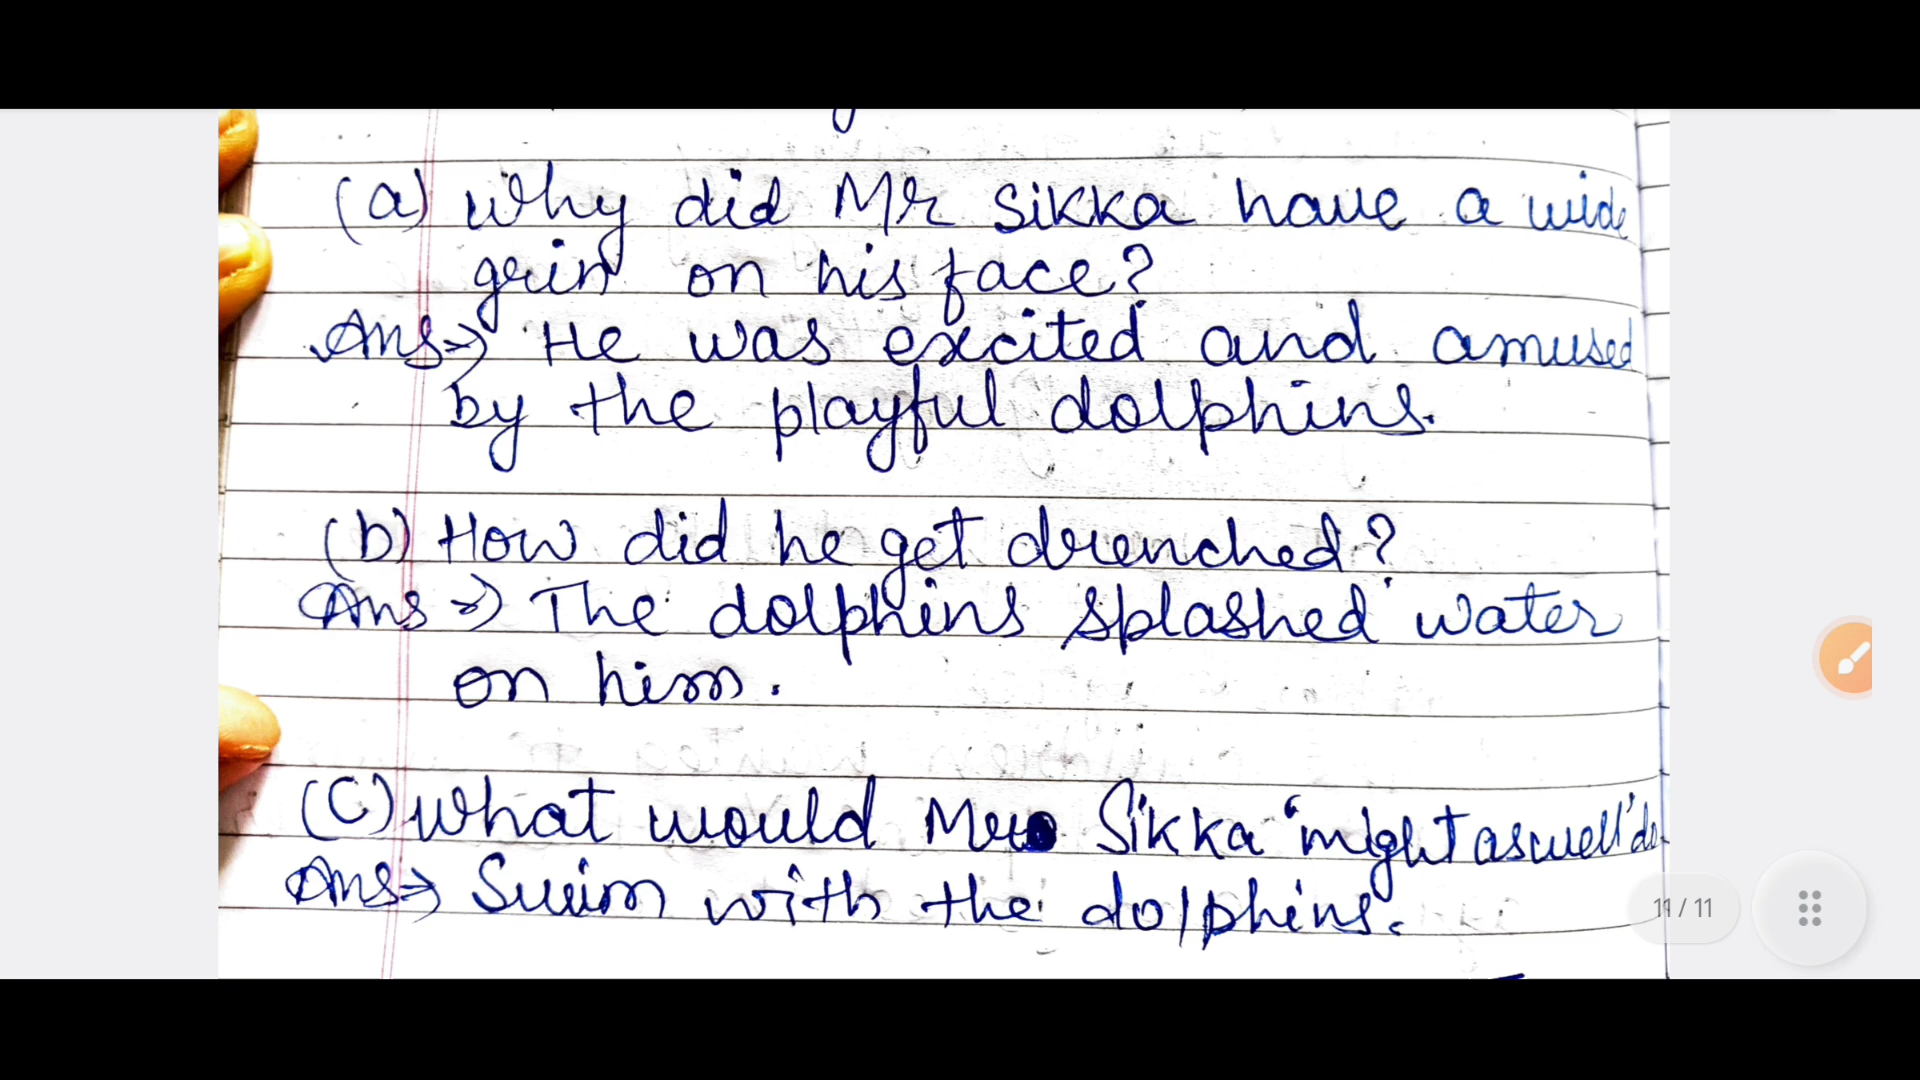 (a) Why did Mr Sikka have a wide
grin on his face?
Ans→ He was excited and amused
by the playful dolphins.
(b) How did he get drenched?
Ans→ The dolphins splashed water
on him.
(C) What would Sikka 'might as well' do
Ans→ Swim with the dolphins.
11 / 11